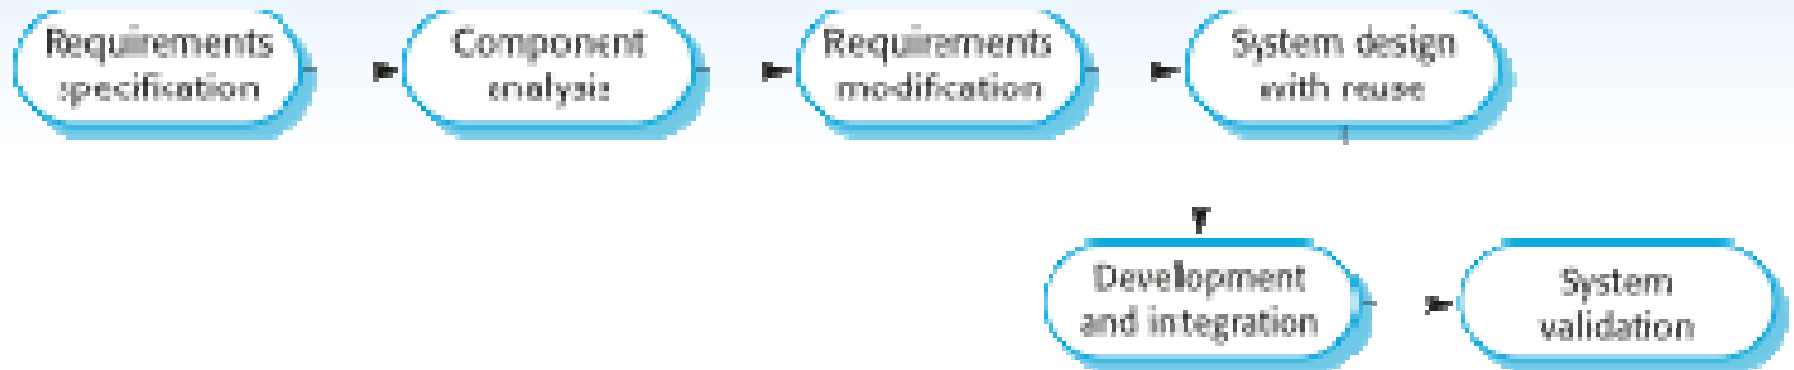 Requirements
specification
Component
analysis
Requirements
modification
System design
with reuse
Development
and integration
System
validation